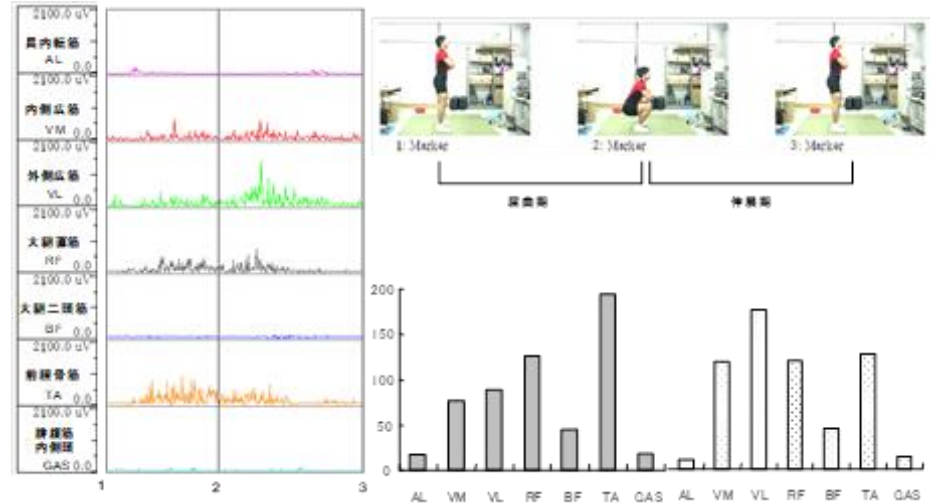 2100.0 uV
長内転筋
AL 0.0
2100.0 uV
内側広筋
VM 0.0
2100.0 uV
外側広筋
VL 0.0
2100.0 uV
大腿直筋
RF 0.0
2100.0 uV
大腿二頭筋
BF 0.0
2100.0 uV
前脛骨筋
TA 0.0
2100.0 uV
腓腹筋
内側頭
GAS 0.0
1 2 3
1: Marker 2: Marker 3: Marker
屈曲期 伸展期
200
150
100
50
0
AL VM VL RF BF TA GAS AL VM VL RF BF TA GAS